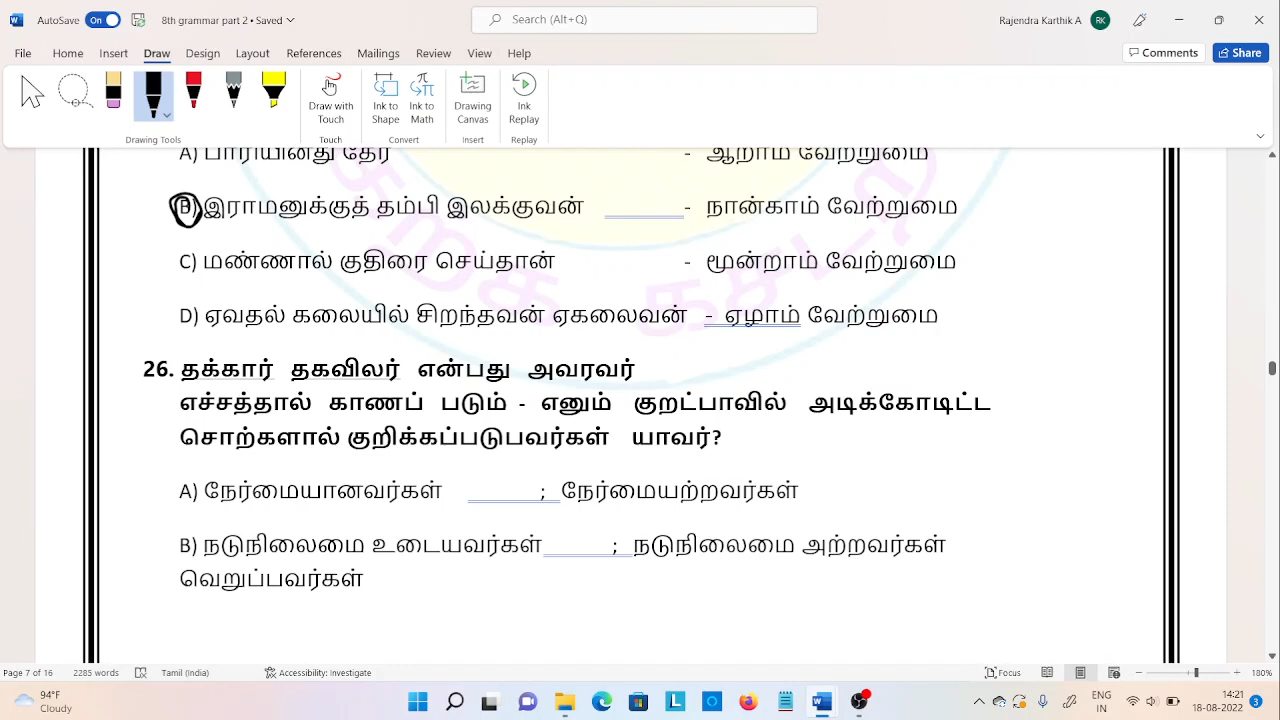 AutoSave On 8th grammar part 2 • Saved Search (Alt+Q) Rajendra Karthik A RK
File Home Insert Draw Design Layout References Mailings Review View Help Comments Share
Draw with Touch Ink to Shape Ink to Math Drawing Canvas Ink Replay
Drawing Tools Touch Convert Insert Replay
A) பாரியினது தேர் - ஆறாம் வேற்றுமை
B) இராமனுக்குத் தம்பி இலக்குவன் - நான்காம் வேற்றுமை
C) மண்ணால் குதிரை செய்தான் - மூன்றாம் வேற்றுமை
D) ஏவதல் கலையில் சிறந்தவன் ஏகலைவன் - ஏழாம் வேற்றுமை
26. தக்கார் தகவிலர் என்பது அவரவர்
எச்சத்தால் காணப் படும் - எனும் குறட்பாவில் அடிக்கோடிட்ட
சொற்களால் குறிக்கப்படுபவர்கள் யாவர்?
A) நேர்மையானவர்கள் ; நேர்மையற்றவர்கள்
B) நடுநிலைமை உடையவர்கள் ; நடுநிலைமை அற்றவர்கள்
வெறுப்பவர்கள்
Page 7 of 16 2285 words Tamil (India) Accessibility: Investigate Focus 180%
94°F ENG 14:21
Cloudy IN 18-08-2022 3